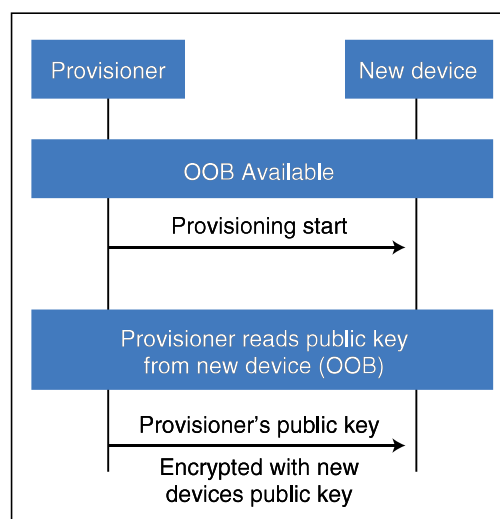 Provisioner New device
OOB Available
Provisioning start
Provisioner reads public key
from new device (OOB)
Provisioner's public key
Encrypted with new
devices public key